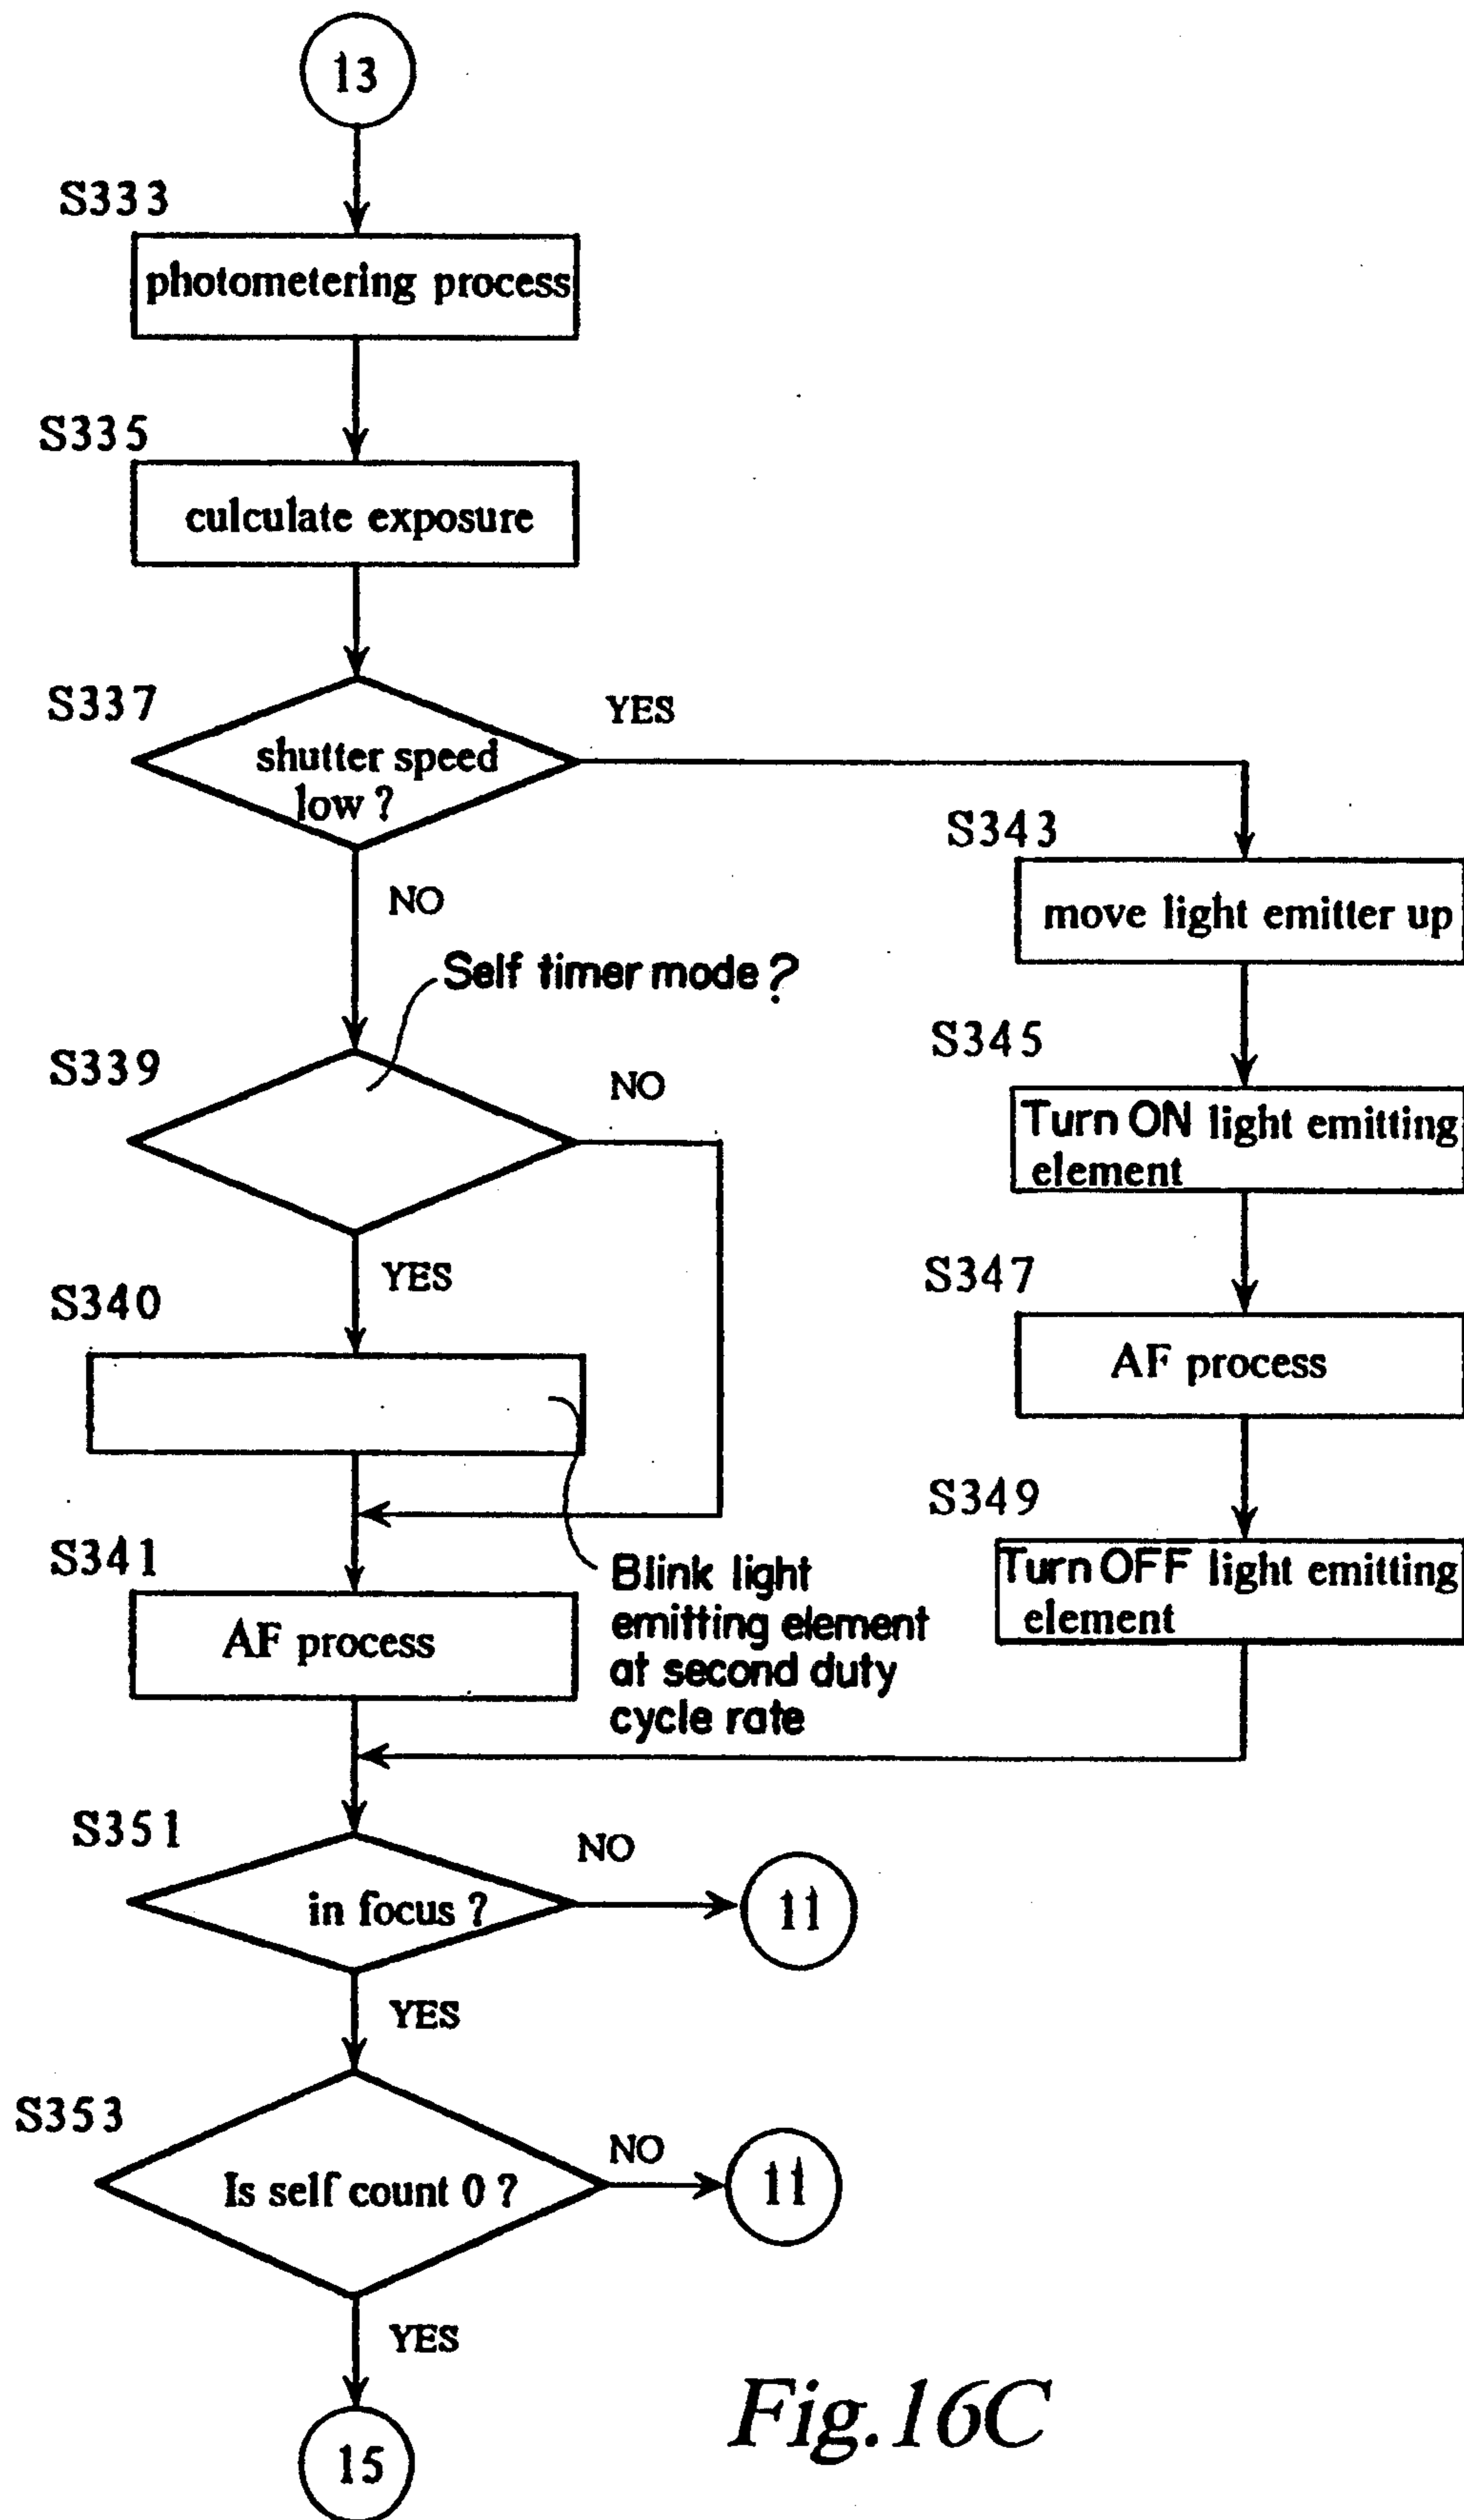 13
S333
photometering process
S335
culculate exposure
S337
YES
shutter speed
low ?
NO
S343
move light emitter up
Self timer mode?
S339
NO
S345
Turn ON light emitting
element
YES
S340
S347
AF process
S349
Turn OFF light emitting
element
S341
AF process
Blink light
emitting element
at second duty
cycle rate
S351
NO
in focus ?
11
YES
S353
NO
Is self count 0 ?
11
YES
15
Fig.16C